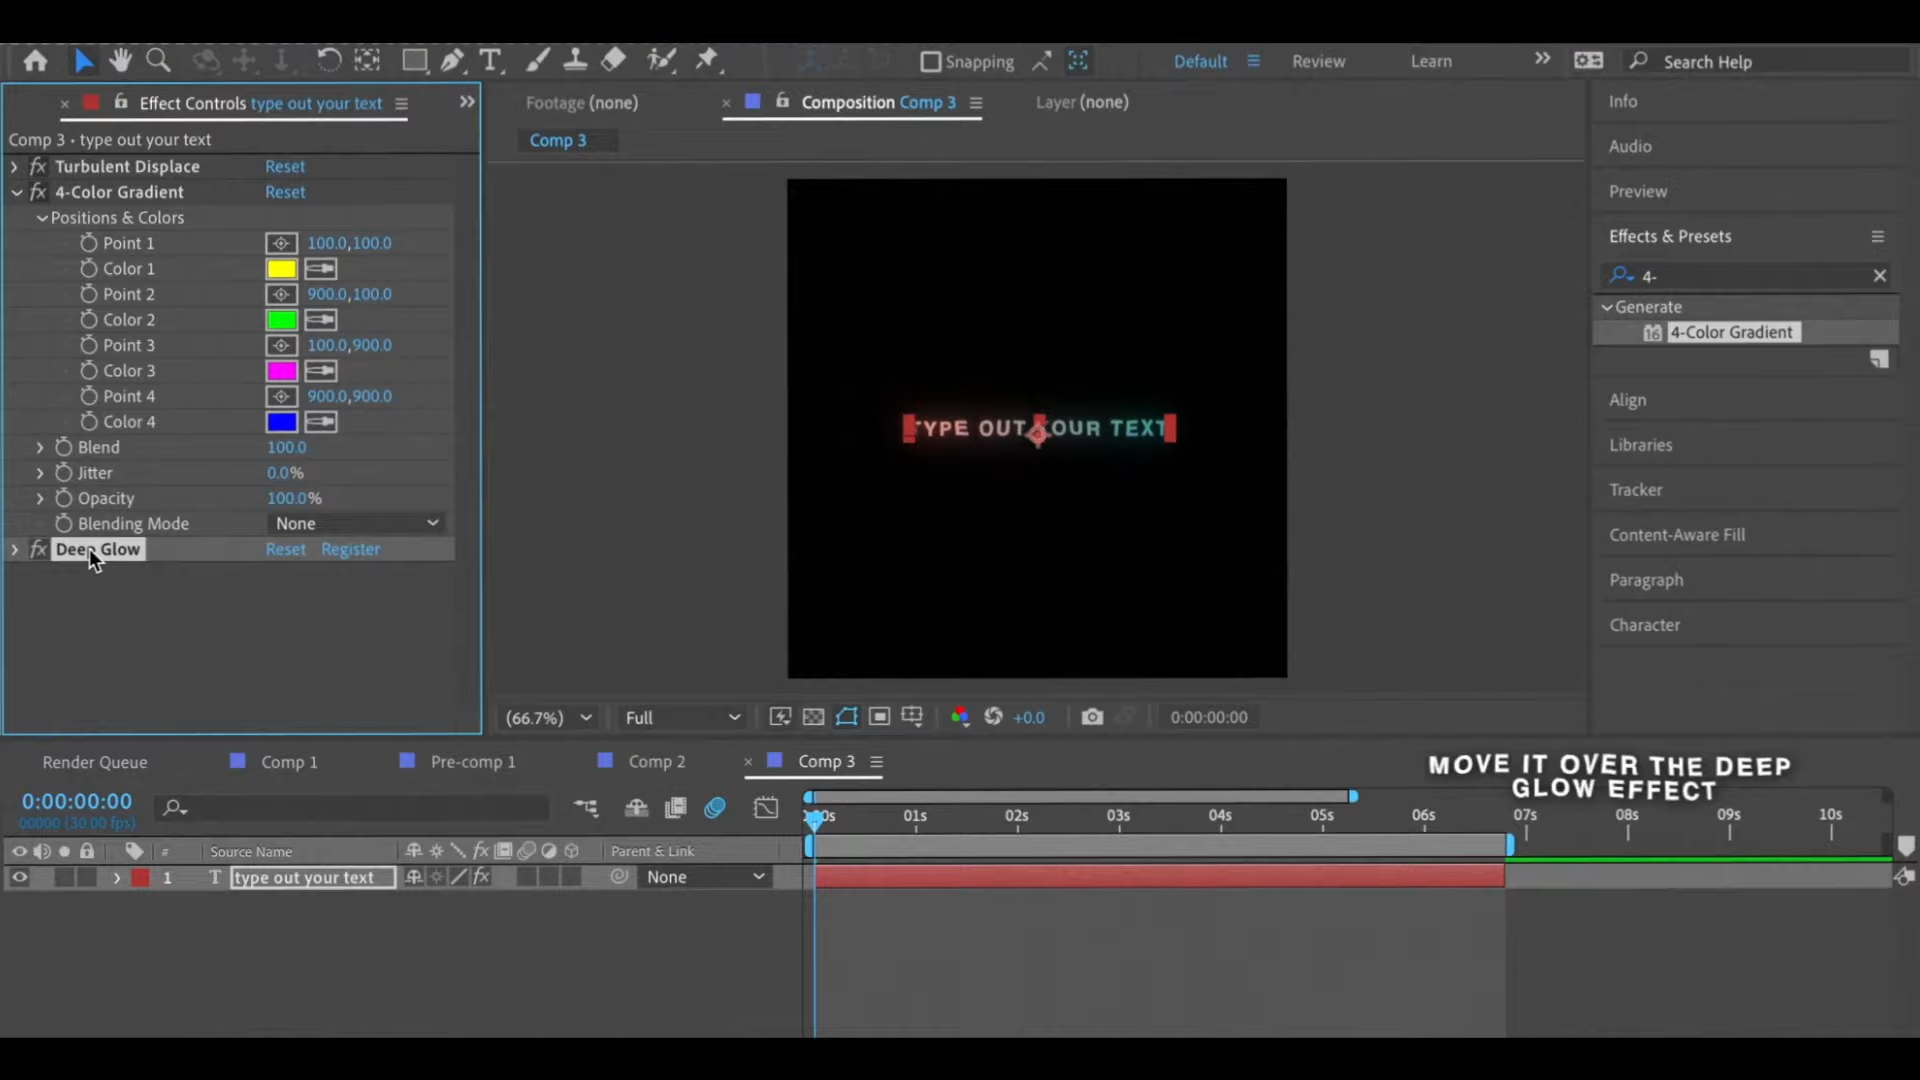 Snapping
Default
Review
Learn
Search Help
Effect Controls type out your text
Footage (none)
Composition Comp 3
Layer (none)
Info
Comp 3 • type out your text
Comp 3
Audio
fx Turbulent Displace Reset
fx 4-Color Gradient Reset
Preview
Positions & Colors
Effects & Presets
Point 1 100.0,100.0
Color 1
4-
Point 2 900.0,100.0
Generate
Color 2
4-Color Gradient
Point 3 100.0,900.0
Color 3
Point 4 900.0,900.0
Align
Color 4
TYPE OUT YOUR TEXT
Blend 100.0
Libraries
Jitter 0.0%
Tracker
Opacity 100.0%
Blending Mode None
Content-Aware Fill
fx Deep Glow Reset Register
Paragraph
Character
(66.7%) Full +0.0 0:00:00:00
Render Queue Comp 1 Pre-comp 1 Comp 2 Comp 3
MOVE IT OVER THE DEEP
GLOW EFFECT
0:00:00:00
00000 (30.00 fps)
01s 02s 03s 04s 05s 06s 07s 08s 09s 10s
# Source Name fx Parent & Link
1 T type out your text fx None